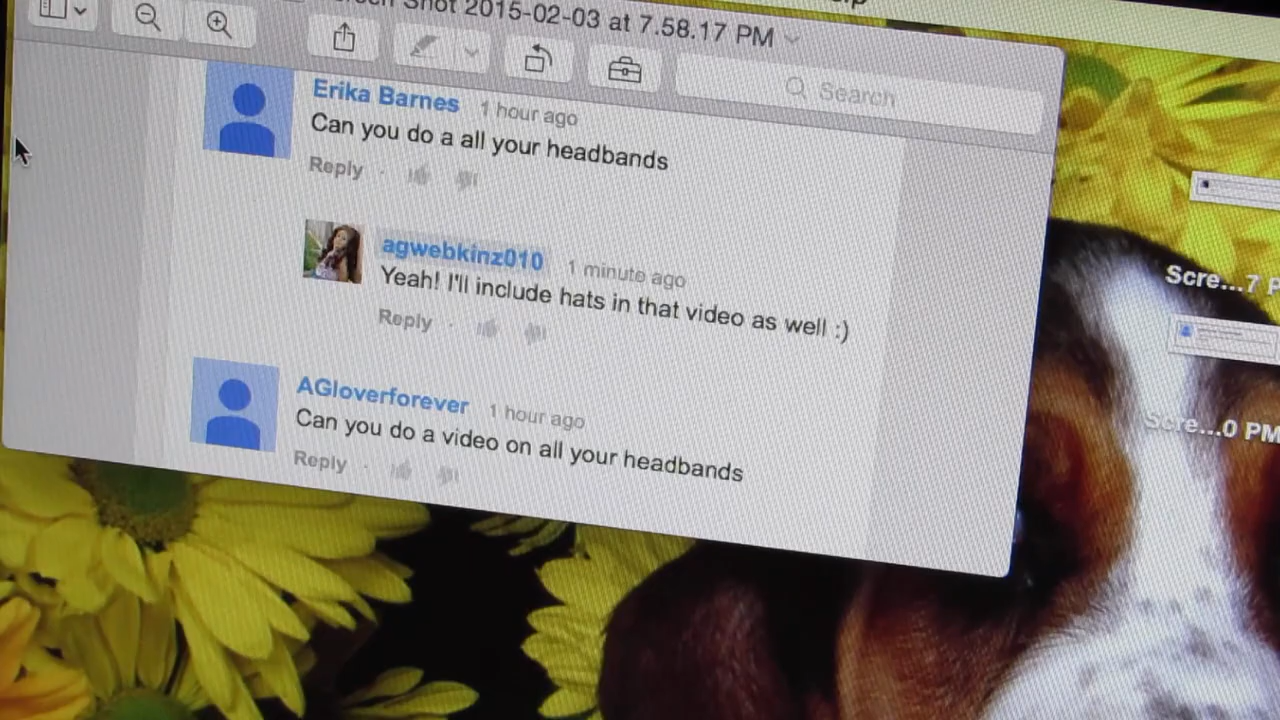 Shot 2015-02-03 at 7.58.17 PM
Search
Erika Barnes 1 hour ago
Can you do a all your headbands
Reply
agwebkinz010 1 minute ago
Yeah! I'll include hats in that video as well :)
Reply
AGloverforever 1 hour ago
Can you do a video on all your headbands
Reply
Scre...7 P
Scre...0 PM